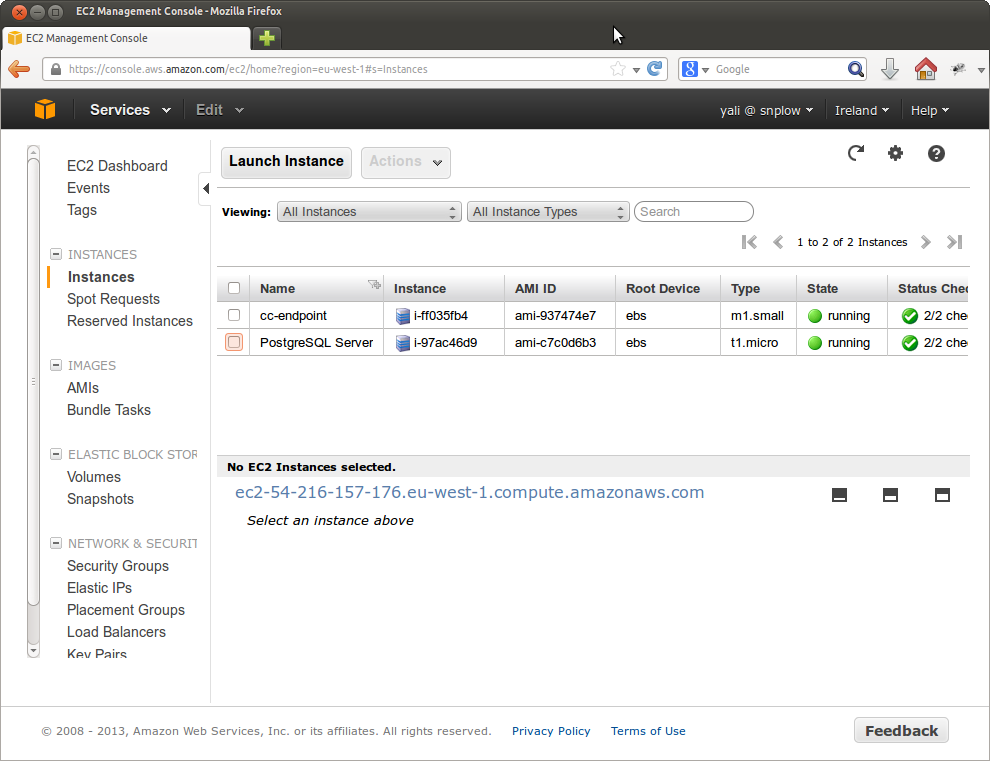 EC2 Management Console - Mozilla Firefox
EC2 Management Console
https://console.aws.amazon.com/ec2/home?region=eu-west-1#s=Instances
Google
Services Edit yali @ snplow Ireland Help
EC2 Dashboard
Events
Tags
INSTANCES
Instances
Spot Requests
Reserved Instances
IMAGES
AMIs
Bundle Tasks
ELASTIC BLOCK STOR
Volumes
Snapshots
NETWORK & SECURIT
Security Groups
Elastic IPs
Placement Groups
Load Balancers
Key Pairs
Launch Instance Actions
Viewing: All Instances All Instance Types Search
1 to 2 of 2 Instances
Name Instance AMI ID Root Device Type State Status Chec
cc-endpoint i-ff035fb4 ami-937474e7 ebs m1.small running 2/2 chec
PostgreSQL Server i-97ac46d9 ami-c7c0d6b3 ebs t1.micro running 2/2 chec
No EC2 Instances selected.
ec2-54-216-157-176.eu-west-1.compute.amazonaws.com
Select an instance above
© 2008 - 2013, Amazon Web Services, Inc. or its affiliates. All rights reserved. Privacy Policy Terms of Use Feedback